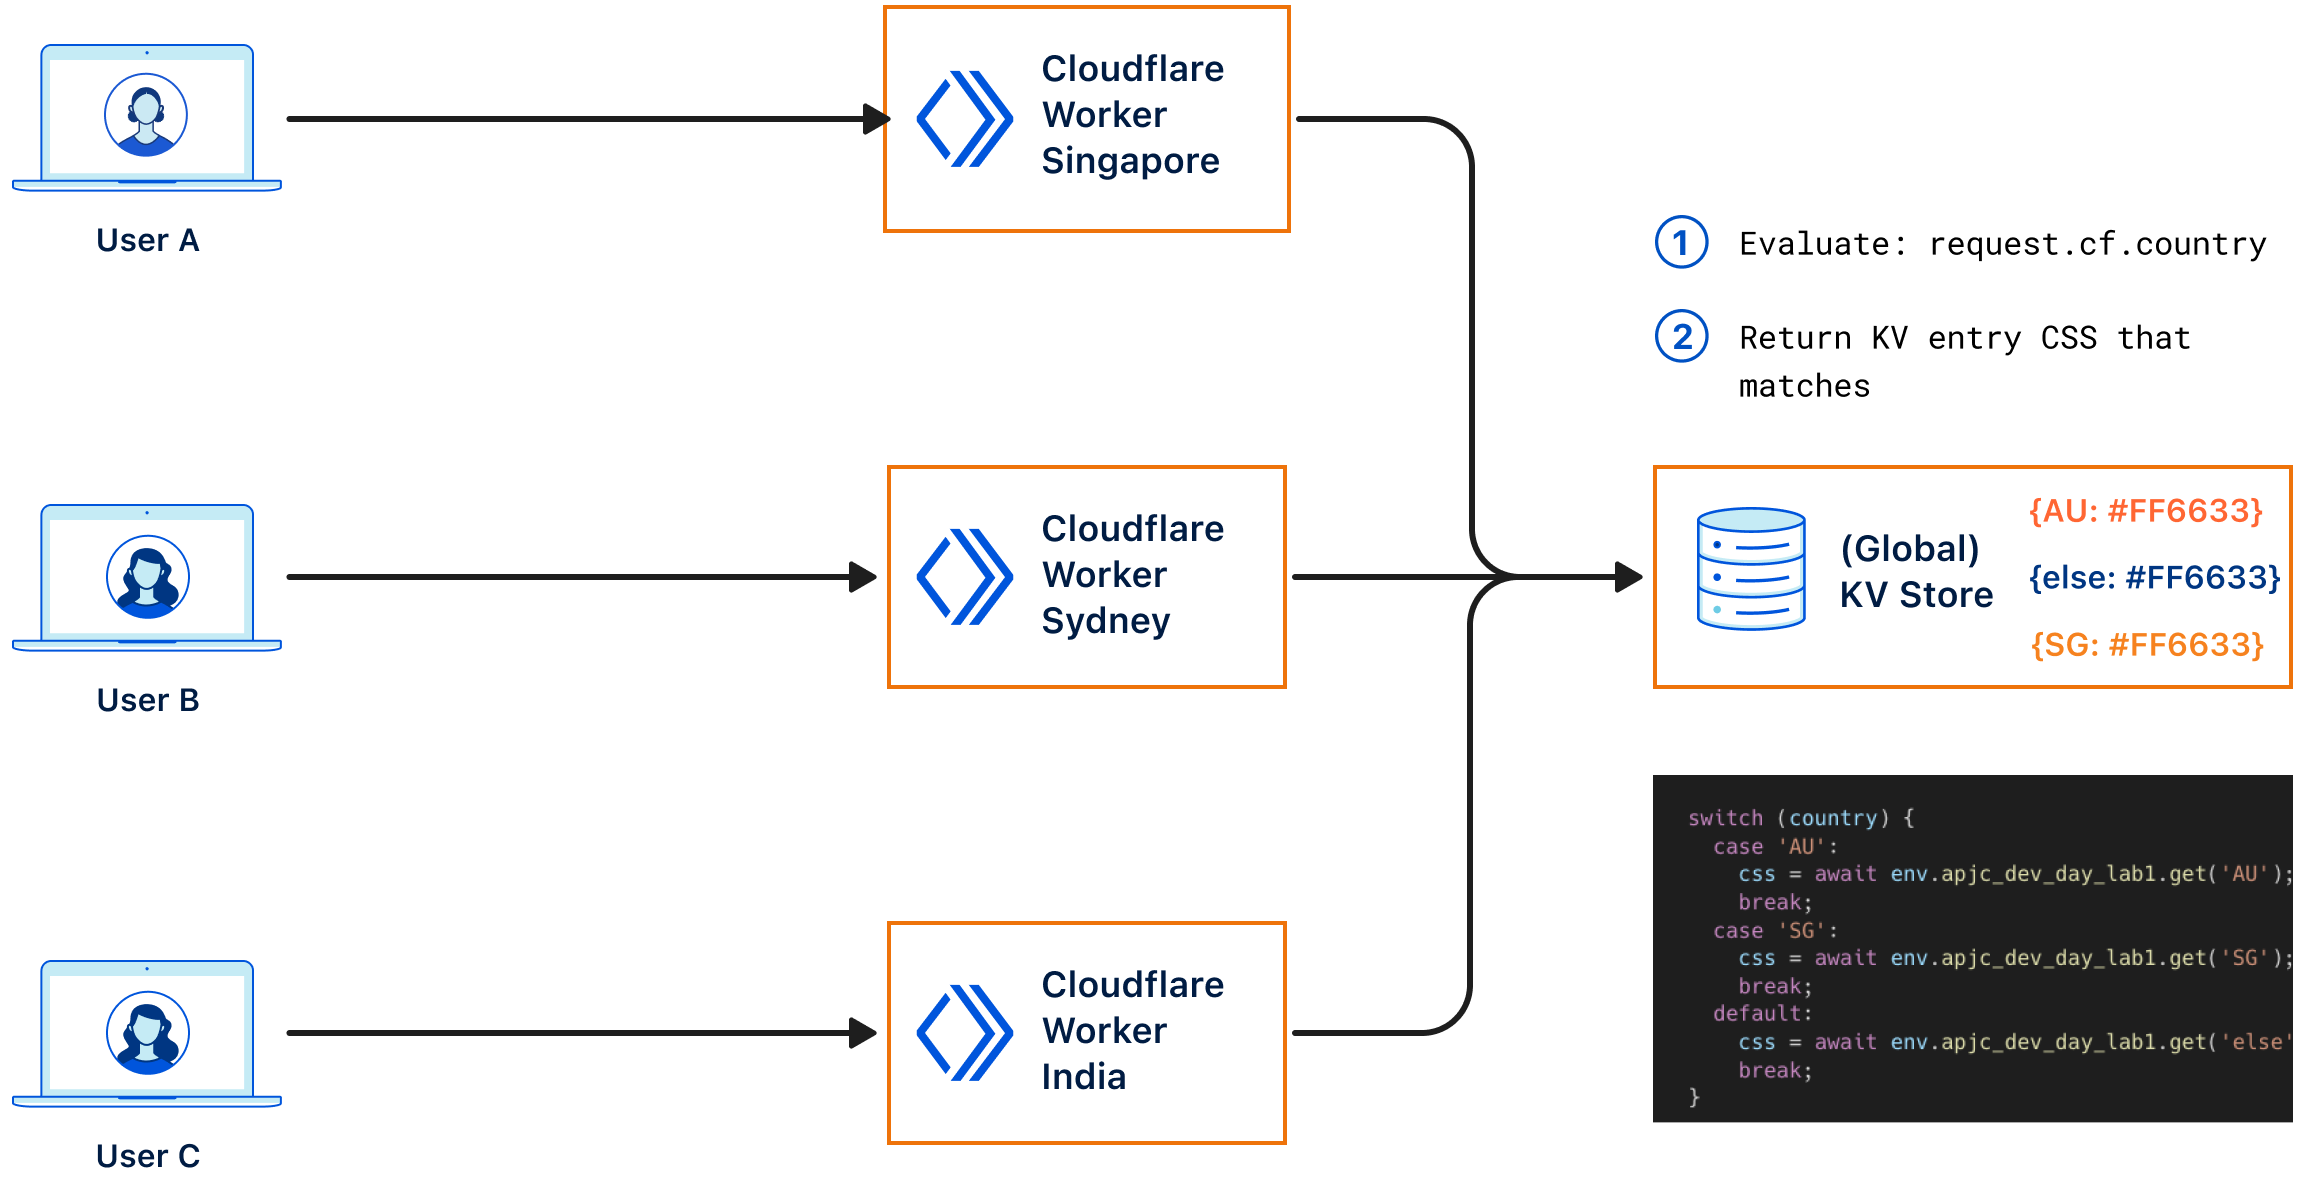 User A
Cloudflare
Worker
Singapore
1 Evaluate: request.cf.country
2 Return KV entry CSS that
matches
User B
Cloudflare
Worker
Sydney
(Global)
KV Store
{AU: #FF6633}
{else: #FF6633}
{SG: #FF6633}
User C
Cloudflare
Worker
India
switch (country) {
case 'AU':
css = await env.apjc_dev_day_lab1.get('AU');
break;
case 'SG':
css = await env.apjc_dev_day_lab1.get('SG');
break;
default:
css = await env.apjc_dev_day_lab1.get('else'
break;
}